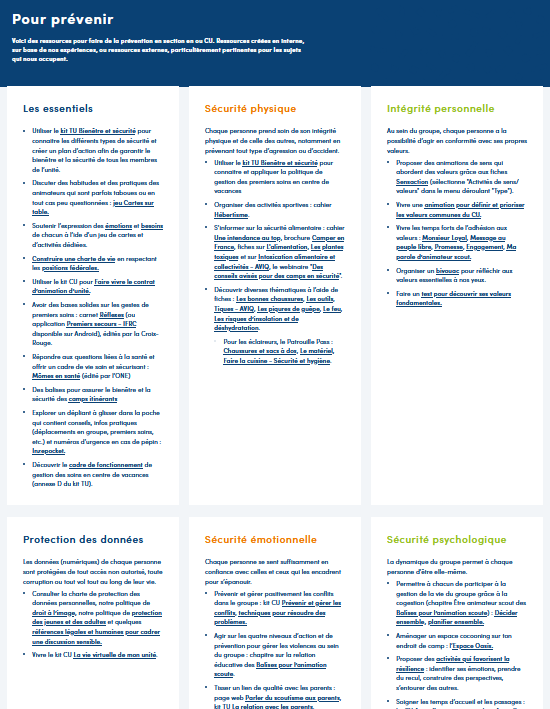 Pour prévenir
Voici des ressources pour faire de la prévention en section en ou CU. Ressources créées en interne,
sur base de nos expériences, ou ressources externes, particulièrement pertinentes pour les sujets
qui nous occupent.
Les essentiels
Utiliser le kit TU Bienêtre et sécurité pour
connaitre les différents types de sécurité et
créer un plan d'action afin de garantir le
bienêtre et la sécurité de tous les membres
de l'unité.
Discuter des habitudes et des pratiques des
animateurs qui sont parfois taboues ou en
tout cas peu questionnées : jeu Cartes sur
table.
Soutenir l'expression des émotions et besoins
de chacun à l'aide d'un jeu de cartes et
d'activités dédiées.
Construire une charte de vie en respectant
les positions fédérales.
Utiliser le kit CU pour Faire vivre le contrat
d'animation d'unité.
Avoir des bases solides sur les gestes de
premiers soins : carnet Réflexes (ou
application Premiers secours - IFRC
disponible sur Android), édités par la Croix-
Rouge.
Répondre aux questions liées à la santé et
offrir un cadre de vie sain et sécurisant :
Mômes en santé (édité par l'ONE)
Des balises pour assurer le bienêtre et la
sécurité des camps itinérants
Explorer un dépliant à glisser dans la poche
qui contient conseils, infos pratiques
(déplacements en groupe, premiers soins,
etc.) et numéros d'urgence en cas de pépin :
Inrepocket.
Découvrir le cadre de fonctionnement de
gestion des soins en centre de vacances
(annexe D du kit TU).
Sécurité physique
Chaque personne prend soin de son intégrité
physique et de celle des autres, notamment en
prévenant tout type d'agression ou d'accident.
Utiliser le kit TU Bienêtre et sécurité pour
connaitre et appliquer la politique de
gestion des premiers soins en centre de
vacances
Organiser des activités sportives : cahier
Hébertisme.
S'informer sur la sécurité alimentaire : cahier
Une intendance au top, brochure Camper en
France, fiches sur L'alimentation, Les plantes
toxiques et sur Intoxication alimentaire et
collectivités - AVIQ, le webinaire "Des
conseils avisés pour des camps en sécurité".
Découvrir diverses thématiques à l'aide de
fiches : Les bonnes chaussures, Les outils,
Tiques - AVIQ, Les piqures de guêpe, Le feu,
Les risques d'insolation et de
déshydratation.
Pour les éclaireurs, le Patrouille Pass :
Chaussures et sacs à dos, Le matériel,
Faire la cuisine - Sécurité et hygiène.
Intégrité personnelle
Au sein du groupe, chaque personne a la
possibilité d'agir en conformité avec ses propres
valeurs.
Proposer des animations de sens qui
abordent des valeurs grâce aux fiches
Sensaction (sélectionne "Activités de sens/
valeurs" dans le menu déroulant "Type").
Vivre une animation pour définir et prioriser
les valeurs communes du CU.
Vivre les temps forts de l'adhésion aux
valeurs : Monsieur Loyal, Message au
peuple libre, Promesse, Engagement, Ma
parole d'animateur scout.
Organiser un bivouac pour réfléchir aux
valeurs essentielles à nos yeux.
Faire un test pour découvrir ses valeurs
fondamentales.
Protection des données
Les données (numériques) de chaque personne
sont protégées de tout accès non autorisé, toute
corruption ou tout vol tout au long de leur vie.
Consulter la charte de protection des
données personnelles, notre politique de
droit à l'image, notre politique de protection
des jeunes et des adultes et quelques
références légales et humaines pour cadrer
une discussion sensible.
Vivre le kit CU La vie virtuelle de mon unité.
Sécurité émotionnelle
Chaque personne se sent suffisamment en
confiance avec celles et ceux qui les encadrent
pour s'épanouir.
Prévenir et gérer positivement les conflits
dans le groupe : kit CU Prévenir et gérer les
conflits, techniques pour résoudre des
problèmes.
Agir sur les quatre niveaux d'action et de
prévention pour gérer les violences au sein
du groupe : chapitre sur la relation
éducative des Balises pour l'animation
scoute.
Tisser un lien de qualité avec les parents :
page web Parler du scoutisme aux parents,
kit TU La relation avec les parents.
Sécurité psychologique
La dynamique du groupe permet à chaque
personne d'être elle-même.
Permettre à chacun de participer à la
gestion de la vie du groupe grâce à la
cogestion (chapitre Être animateur scout des
Balises pour l'animation scoute) : Décider
ensemble, planifier ensemble.
Aménager un espace cocooning sur ton
endroit de camp : l'Espace Oasis.
Proposer des activités qui favorisent la
résilience : identifier ses émotions, prendre
du recul, construire des perspectives,
s'entourer des autres.
Soigner les temps d'accueil et les passages :